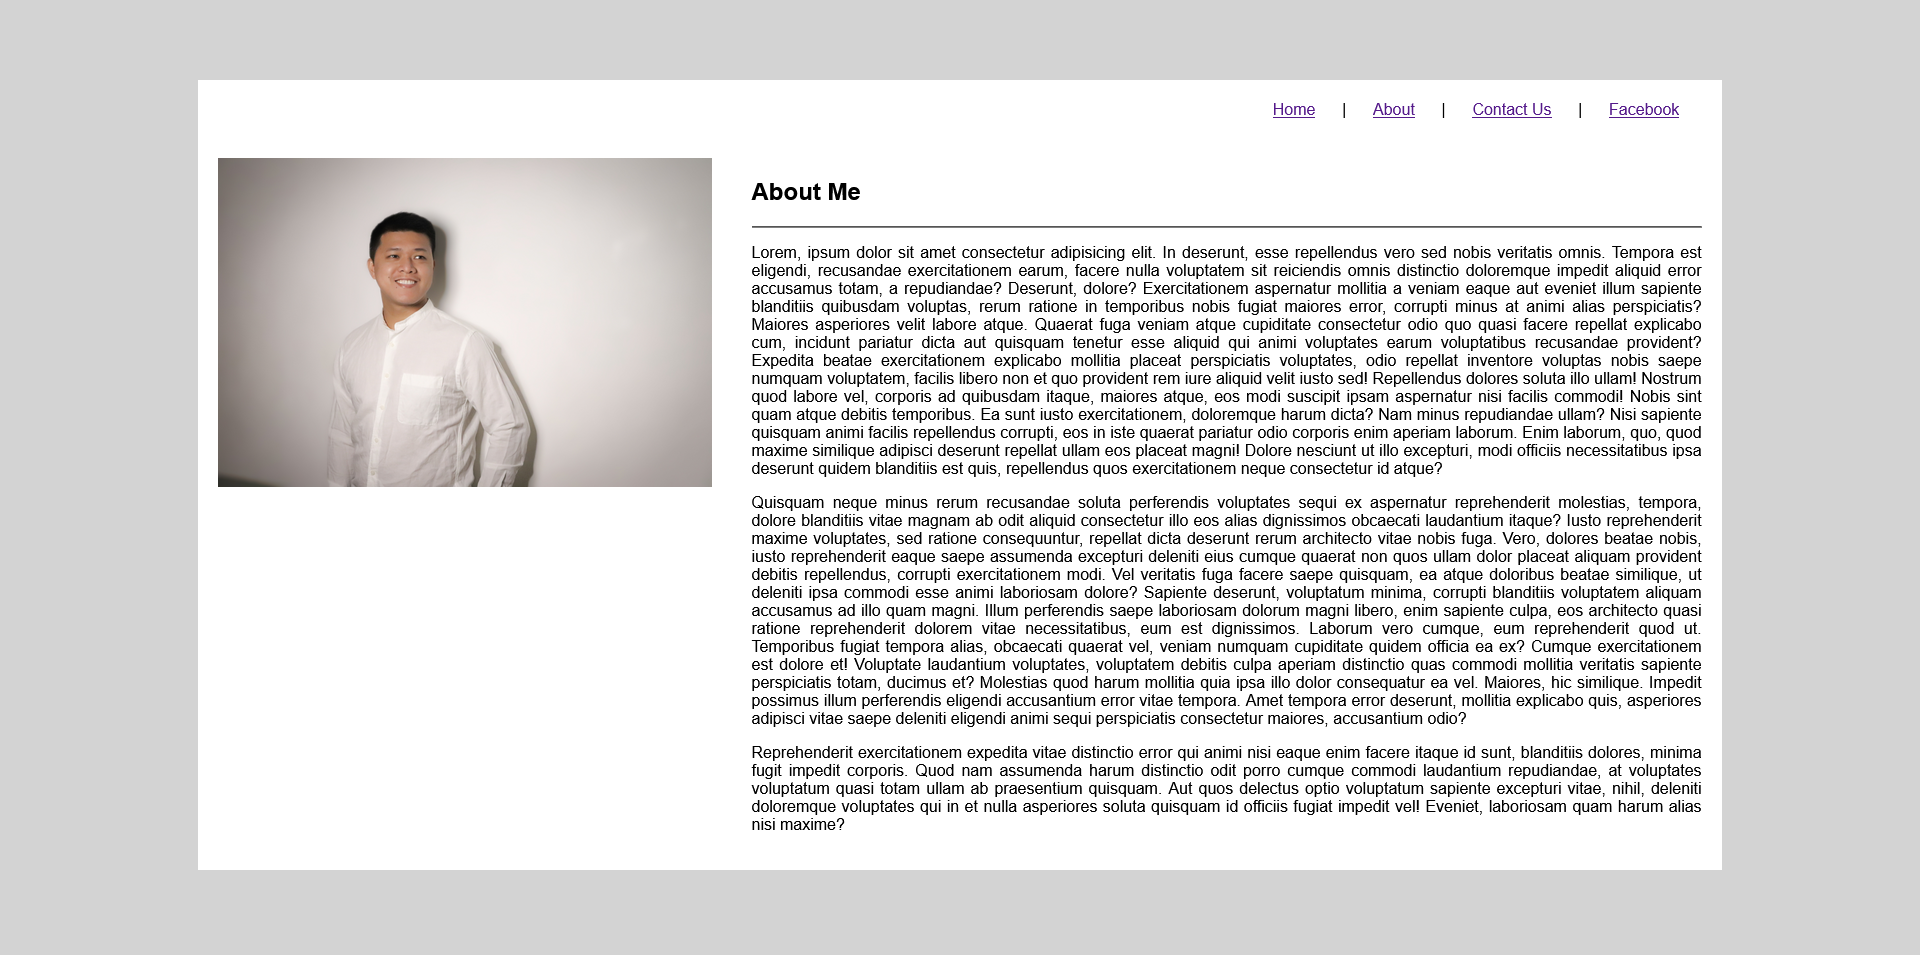 Home | About | Contact Us | Facebook
About Me
Lorem, ipsum dolor sit amet consectetur adipisicing elit. In deserunt, esse repellendus vero sed nobis veritatis omnis. Tempora est
eligendi, recusandae exercitationem earum, facere nulla voluptatem sit reiciendis omnis distinctio doloremque impedit aliquid error
accusamus totam, a repudiandae? Deserunt, dolore? Exercitationem aspernatur mollitia a veniam eaque aut eveniet illum sapiente
blanditiis quibusdam voluptas, rerum ratione in temporibus nobis fugiat maiores error, corrupti minus at animi alias perspiciatis?
Maiores asperiores velit labore atque. Quaerat fuga veniam atque cupiditate consectetur odio quo quasi facere repellat explicabo
cum, incidunt pariatur dicta aut quisquam tenetur esse aliquid qui animi voluptates earum voluptatibus recusandae provident?
Expedita beatae exercitationem explicabo mollitia placeat perspiciatis voluptates, odio repellat inventore voluptas nobis saepe
numquam voluptatem, facilis libero non et quo provident rem iure aliquid velit iusto sed! Repellendus dolores soluta illo ullam! Nostrum
quod labore vel, corporis ad quibusdam itaque, maiores atque, eos modi suscipit ipsam aspernatur nisi facilis commodi! Nobis sint
quam atque debitis temporibus. Ea sunt iusto exercitationem, doloremque harum dicta? Nam minus repudiandae ullam? Nisi sapiente
quisquam animi facilis repellendus corrupti, eos in iste quaerat pariatur odio corporis enim aperiam laborum. Enim laborum, quo, quod
maxime similique adipisci deserunt repellat ullam eos placeat magni! Dolore nesciunt ut illo excepturi, modi officiis necessitatibus ipsa
deserunt quidem blanditiis est quis, repellendus quos exercitationem neque consectetur id atque?
Quisquam neque minus rerum recusandae soluta perferendis voluptates sequi ex aspernatur reprehenderit molestias, tempora,
dolore blanditiis vitae magnam ab odit aliquid consectetur illo eos alias dignissimos obcaecati laudantium itaque? Iusto reprehenderit
maxime voluptates, sed ratione consequuntur, repellat dicta deserunt rerum architecto vitae nobis fuga. Vero, dolores beatae nobis,
iusto reprehenderit eaque saepe assumenda excepturi deleniti eius cumque quaerat non quos ullam dolor placeat aliquam provident
debitis repellendus, corrupti exercitationem modi. Vel veritatis fuga facere saepe quisquam, ea atque doloribus beatae similique, ut
deleniti ipsa commodi esse animi laboriosam dolore? Sapiente deserunt, voluptatum minima, corrupti blanditiis voluptatem aliquam
accusamus ad illo quam magni. Illum perferendis saepe laboriosam dolorum magni libero, enim sapiente culpa, eos architecto quasi
ratione reprehenderit dolorem vitae necessitatibus, eum est dignissimos. Laborum vero cumque, eum reprehenderit quod ut.
Temporibus fugiat tempora alias, obcaecati quaerat vel, veniam numquam cupiditate quidem officia ea ex? Cumque exercitationem
est dolore et! Voluptate laudantium voluptates, voluptatem debitis culpa aperiam distinctio quas commodi mollitia veritatis sapiente
perspiciatis totam, ducimus et? Molestias quod harum mollitia quia ipsa illo dolor consequatur ea vel. Maiores, hic similique. Impedit
possimus illum perferendis eligendi accusantium error vitae tempora. Amet tempora error deserunt, mollitia explicabo quis, asperiores
adipisci vitae saepe deleniti eligendi animi sequi perspiciatis consectetur maiores, accusantium odio?
Reprehenderit exercitationem expedita vitae distinctio error qui animi nisi eaque enim facere itaque id sunt, blanditiis dolores, minima
fugit impedit corporis. Quod nam assumenda harum distinctio odit porro cumque commodi laudantium repudiandae, at voluptates
voluptatum quasi totam ullam ab praesentium quisquam. Aut quos delectus optio voluptatum sapiente excepturi vitae, nihil, deleniti
doloremque voluptates qui in et nulla asperiores soluta quisquam id officiis fugiat impedit vel! Eveniet, laboriosam quam harum alias
nisi maxime?